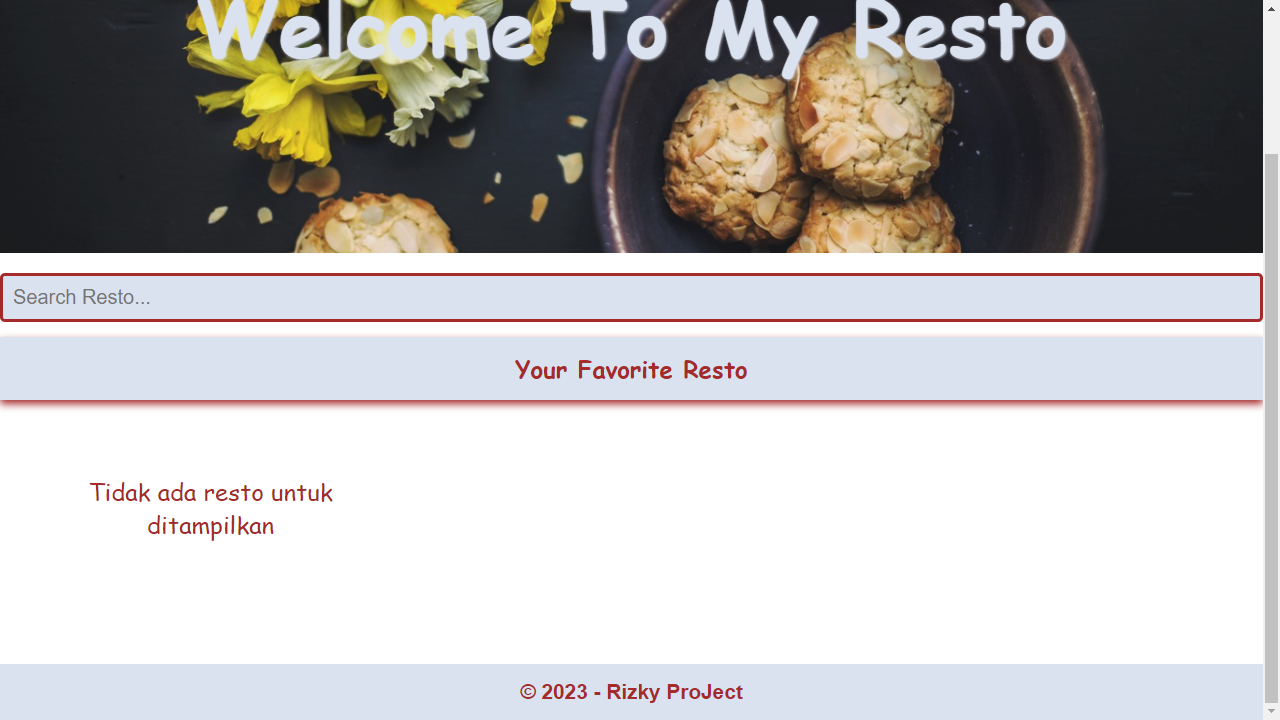 Welcome To My Resto
Search Resto...
Your Favorite Resto
Tidak ada resto untuk
ditampilkan
© 2023 - Rizky ProJect